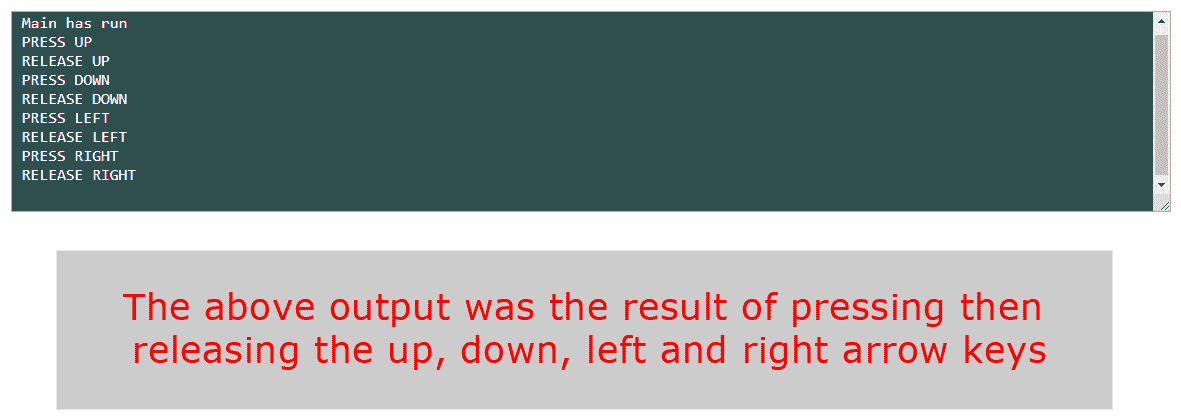 Main has run
PRESS UP
RELEASE UP
PRESS DOWN
RELEASE DOWN
PRESS LEFT
RELEASE LEFT
PRESS RIGHT
RELEASE RIGHT
The above output was the result of pressing then
releasing the up, down, left and right arrow keys